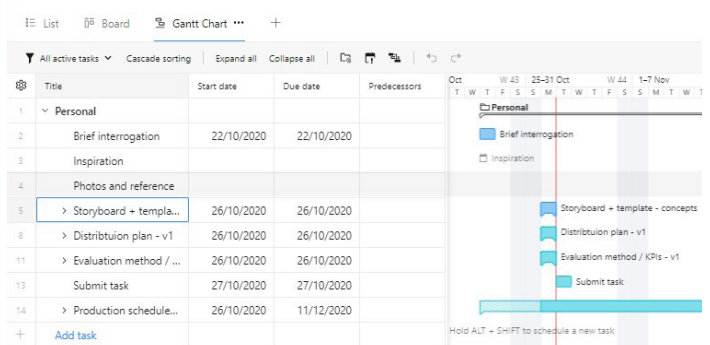 List Board Gantt Chart ••• +
All active tasks Cascade sorting Expand all Collapse all
Title Start date Due date Predecessors
Oct W 43 25–31 Oct W 44 1–7 Nov
T W T F S S M T W T F S S M T W T
1 Personal
Personal
2 Brief interrogation 22/10/2020 22/10/2020
Brief interrogation
3 Inspiration
Inspiration
4 Photos and reference
5 Storyboard + templa... 26/10/2020 26/10/2020
Storyboard + template - concepts
8 Distribtuion plan - v1 26/10/2020 26/10/2020
Distribtuion plan - v1
11 Evaluation method / ... 26/10/2020 26/10/2020
Evaluation method / KPIs - v1
13 Submit task 27/10/2020 27/10/2020
Submit task
14 Production schedule... 26/10/2020 11/12/2020
+ Add task
Hold ALT + SHIFT to schedule a new task